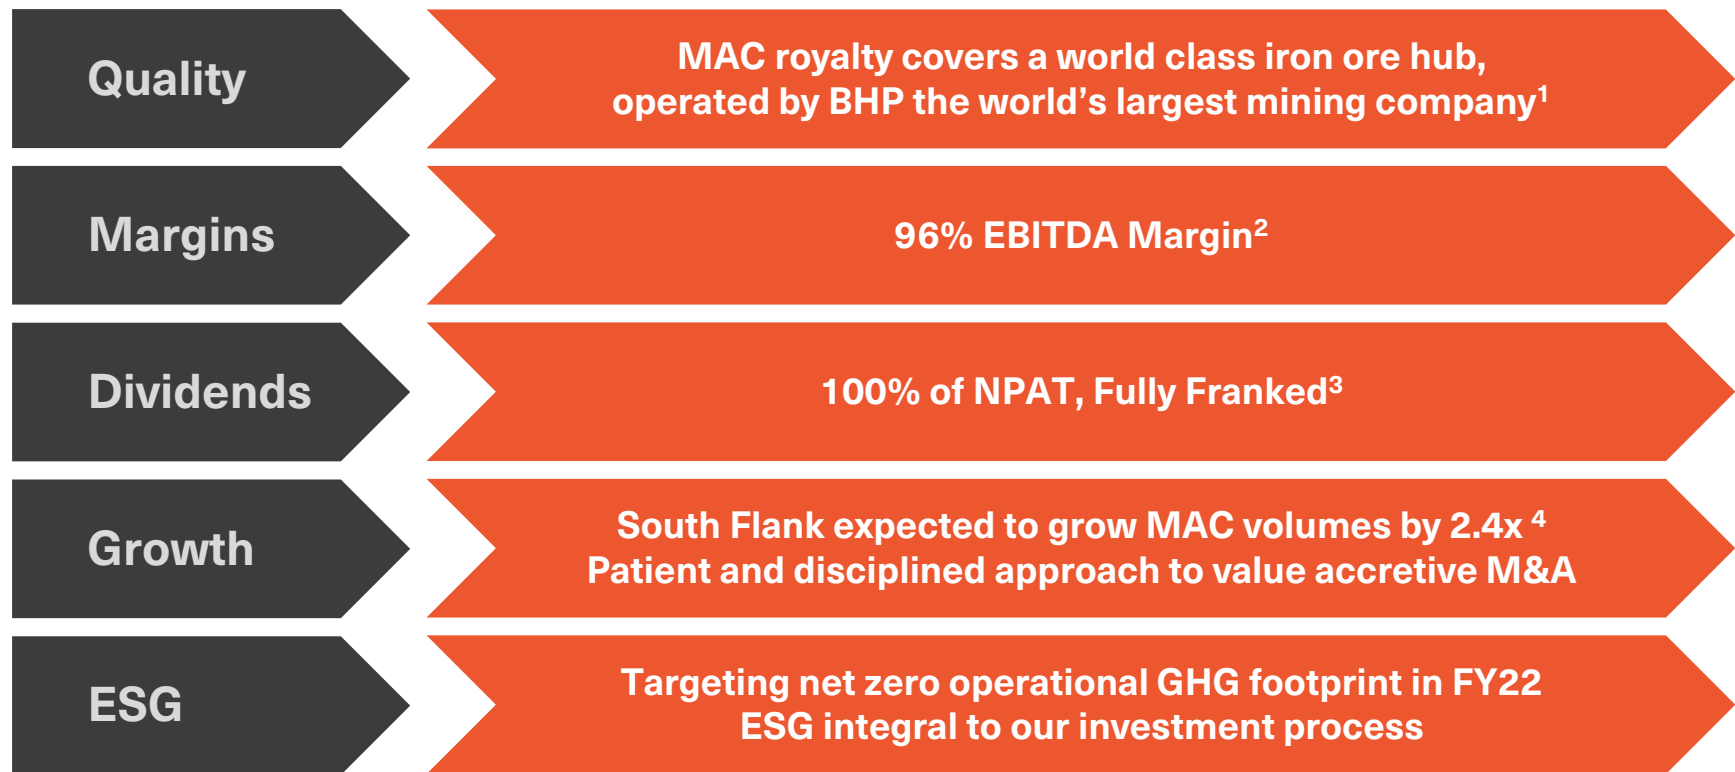 Quality
MAC royalty covers a world class iron ore hub,
operated by BHP the world's largest mining company¹
Margins
96% EBITDA Margin²
Dividends
100% of NPAT, Fully Franked³
Growth
South Flank expected to grow MAC volumes by 2.4x ⁴
Patient and disciplined approach to value accretive M&A
ESG
Targeting net zero operational GHG footprint in FY22
ESG integral to our investment process